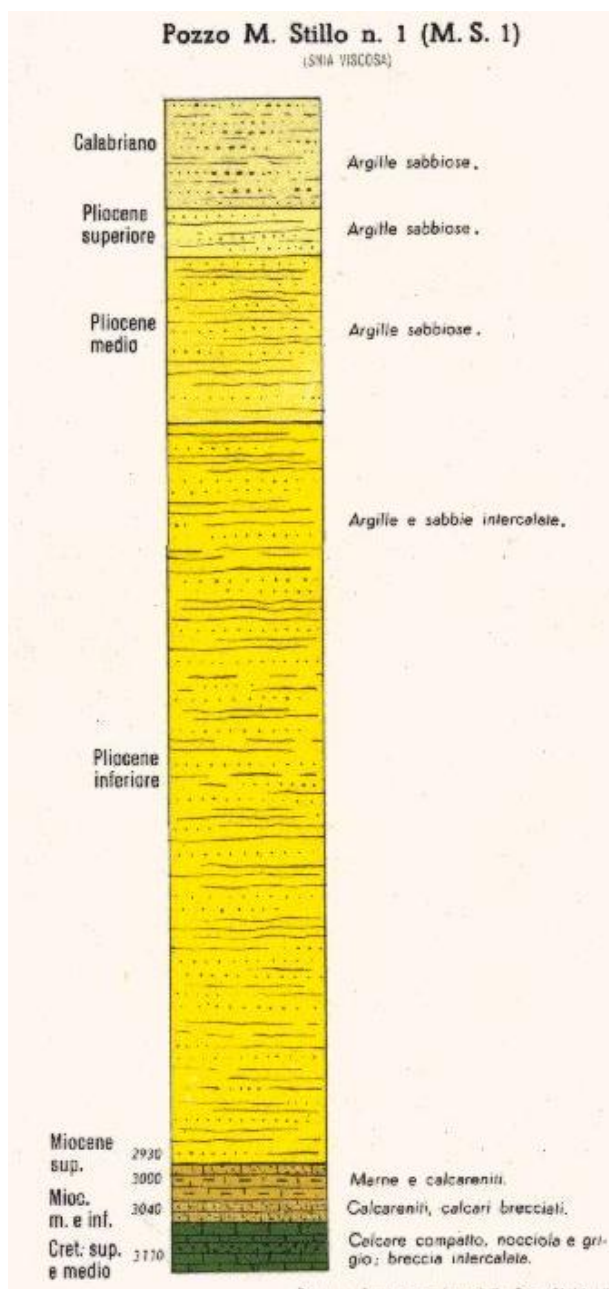 Pozzo M. Stillo n. 1 (M. S. 1)
(SNIA VISCOSA)
Calabriano
Argille sabbiose.
Pliocene
superiore
Argille sabbiose.
Pliocene
medio
Argille sabbiose.
Argille e sabbie intercalate.
Pliocene
inferiore
Miocene
sup.
2930
3000
Marne e calcareniti.
Mioc.
m. e inf.
3040
Calcareniti, calcari brecciati.
Cret. sup.
e medio
3170
Calcare compatto, nocciola e gri-
gio; breccia intercalate.